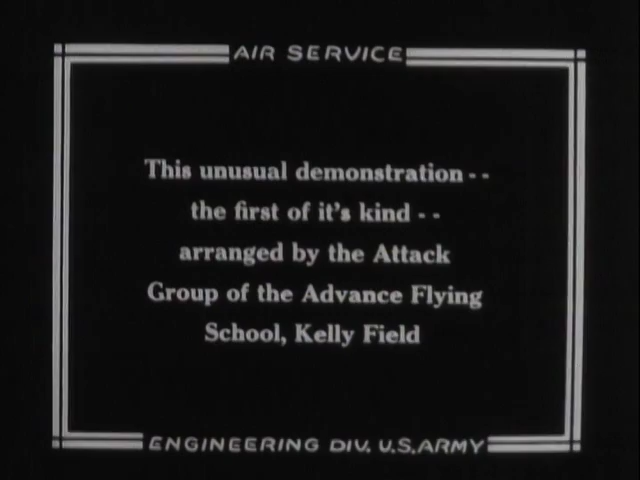 AIR SERVICE
This unusual demonstration --
the first of it's kind --
arranged by the Attack
Group of the Advance Flying
School, Kelly Field
ENGINEERING DIV. U.S. ARMY